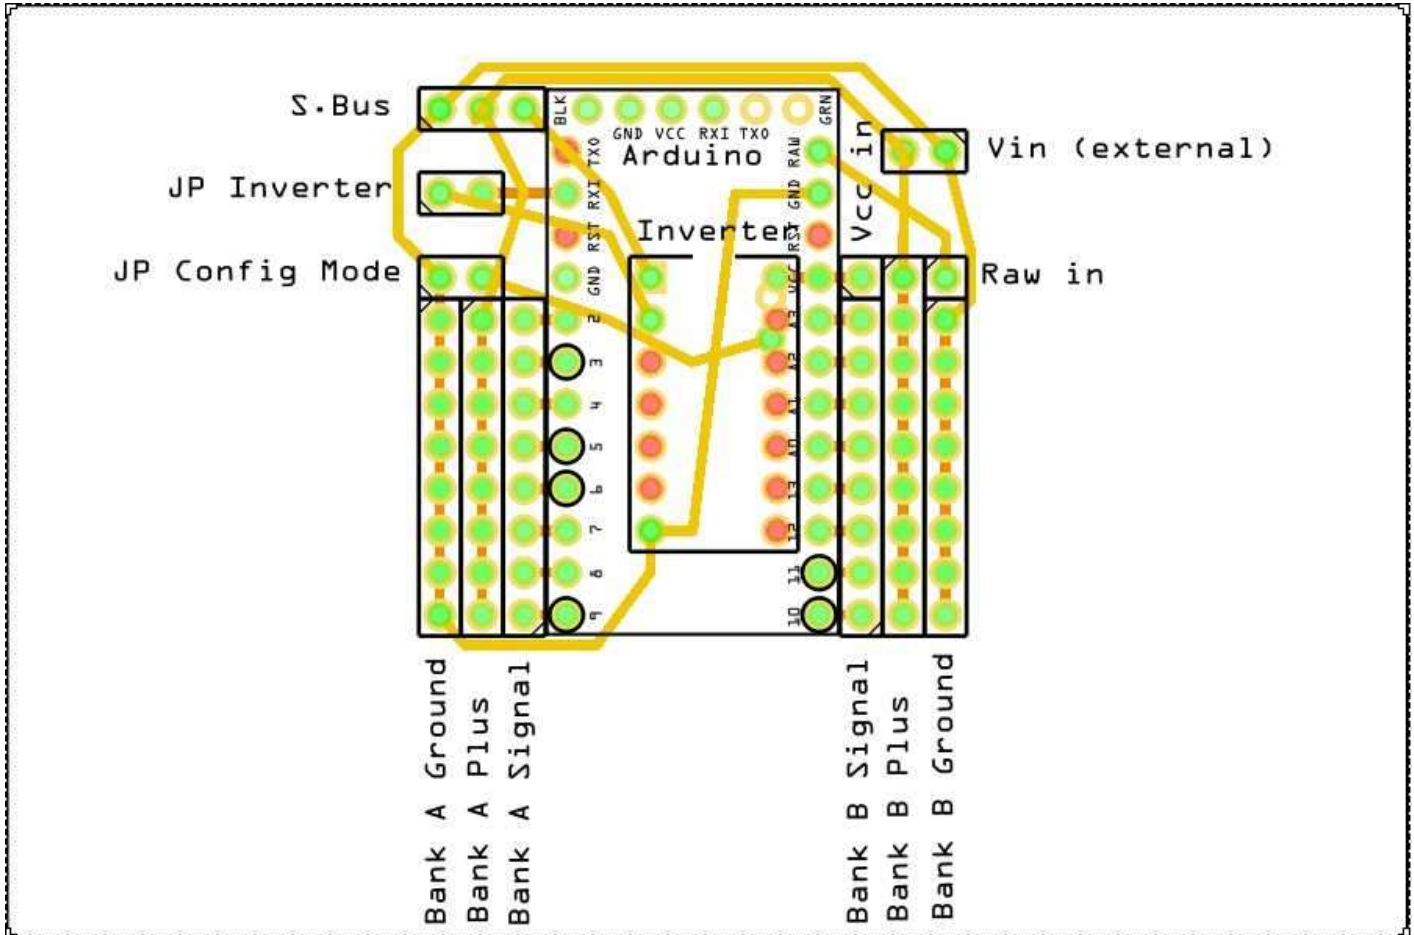 S.Bus
JP Inverter
JP Config Mode
BLK
GND VCC RXI TXO
GRN
Arduino
Inverter
TXO
RXI
RST
GND
2
3
4
5
6
7
8
9
RAW
GND
RST
VCC
A3
A2
A1
A0
13
12
11
10
Vcc in
Vin (external)
Raw in
Bank A Ground
Bank A Plus
Bank A Signal
Bank B Signal
Bank B Plus
Bank B Ground